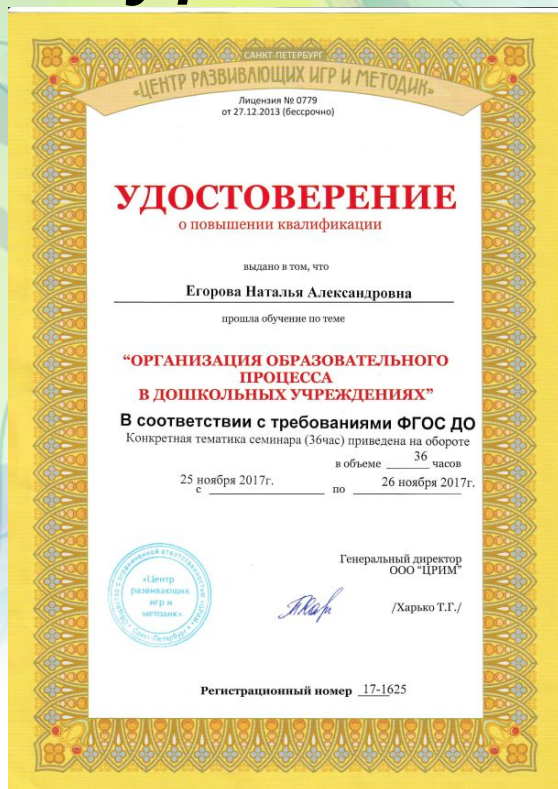 САНКТ-ПЕТЕРБУРГ
«ЦЕНТР РАЗВИВАЮЩИХ ИГР И МЕТОДИК»
Лицензия № 0779
от 27.12.2013 (бессрочно)
УДОСТОВЕРЕНИЕ
о повышении квалификации
выдано в том, что
Егорова Наталья Александровна
прошла обучение по теме
“ОРГАНИЗАЦИЯ ОБРАЗОВАТЕЛЬНОГО
ПРОЦЕССА
В ДОШКОЛЬНЫХ УЧРЕЖДЕНИЯХ”
В соответствии с требованиями ФГОС ДО
Конкретная тематика семинара (36час) приведена на обороте
в объеме 36 часов
с 25 ноября 2017г. по 26 ноября 2017г.
Генеральный директор
ООО “ЦРИМ”
/Харько Т.Г./
«Центр
развивающих
игр и
методик»
Санкт-Петербург
Регистрационный номер 17-1625